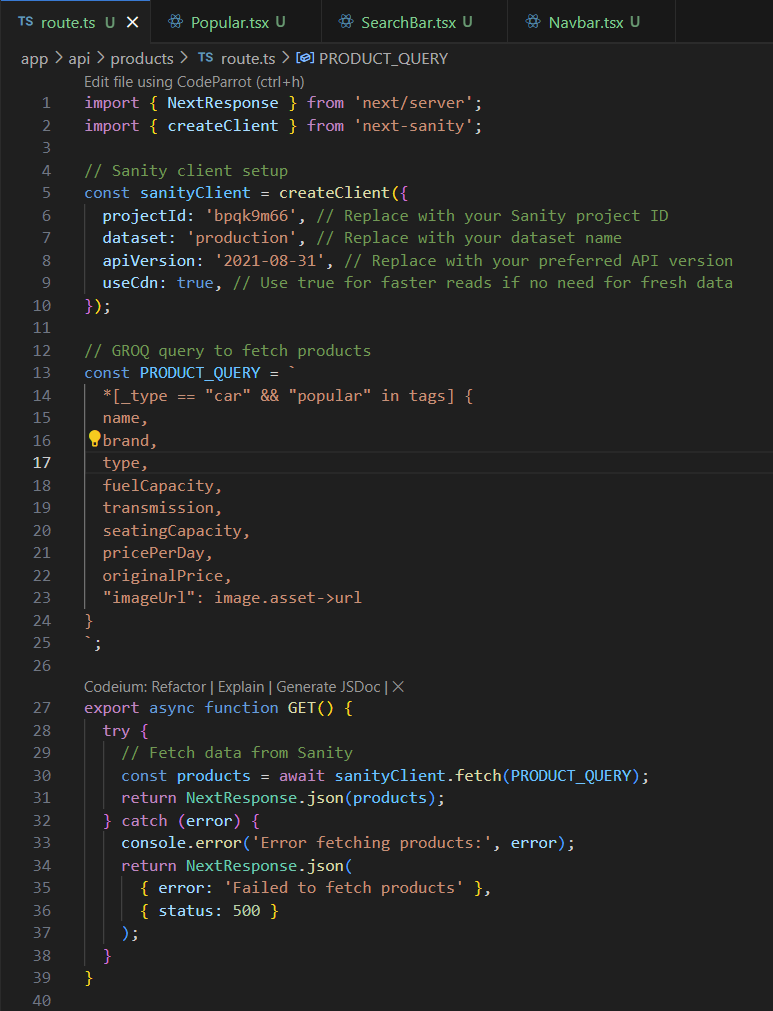 TS route.ts U × Popular.tsx U SearchBar.tsx U Navbar.tsx U
app > api > products > TS route.ts > PRODUCT_QUERY
Edit file using CodeParrot (ctrl+h)
1 import { NextResponse } from 'next/server';
2 import { createClient } from 'next-sanity';
3
4 // Sanity client setup
5 const sanityClient = createClient({
6   projectId: 'bpqk9m66', // Replace with your Sanity project ID
7   dataset: 'production', // Replace with your dataset name
8   apiVersion: '2021-08-31', // Replace with your preferred API version
9   useCdn: true, // Use true for faster reads if no need for fresh data
10 });
11
12 // GROQ query to fetch products
13 const PRODUCT_QUERY = `
14   *[_type == "car" && "popular" in tags] {
15   name,
16   brand,
17   type,
18   fuelCapacity,
19   transmission,
20   seatingCapacity,
21   pricePerDay,
22   originalPrice,
23   "imageUrl": image.asset->url
24 }
25 `;
26
Codeium: Refactor | Explain | Generate JSDoc | ×
27 export async function GET() {
28   try {
29     // Fetch data from Sanity
30     const products = await sanityClient.fetch(PRODUCT_QUERY);
31     return NextResponse.json(products);
32   } catch (error) {
33     console.error('Error fetching products:', error);
34     return NextResponse.json(
35       { error: 'Failed to fetch products' },
36       { status: 500 }
37     );
38   }
39 }
40